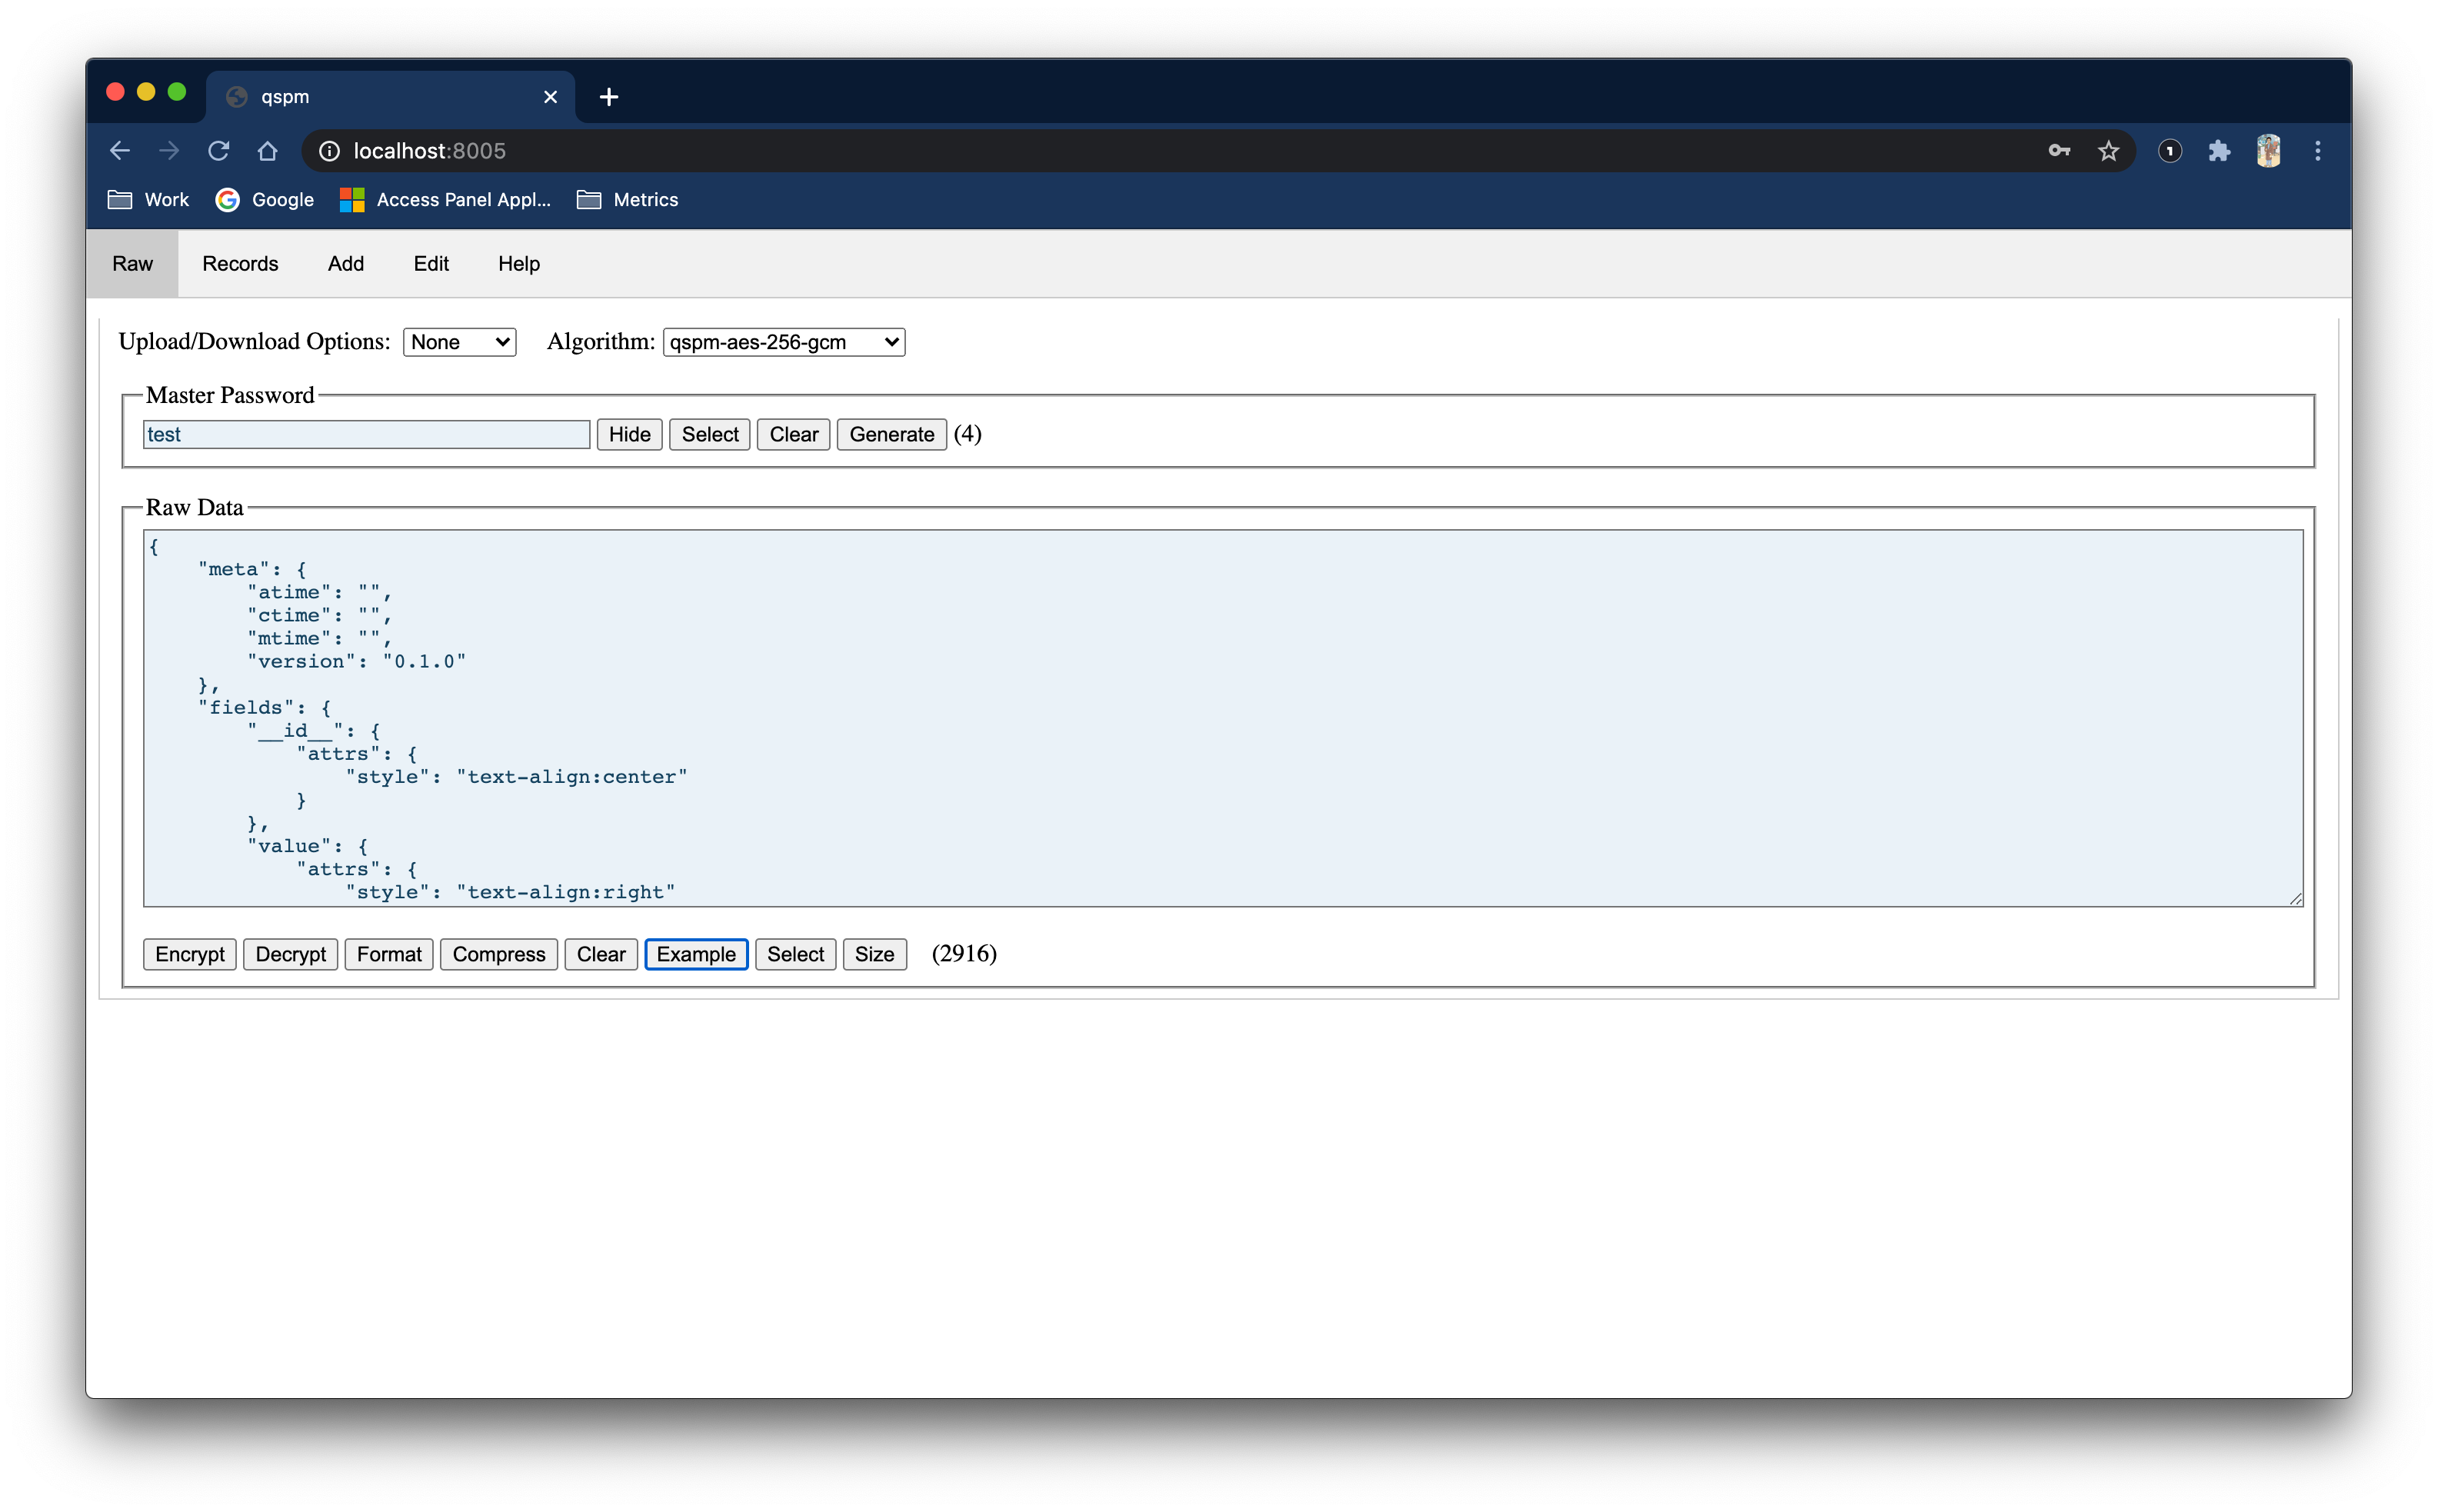 qspm
localhost:8005
1
Work Google Access Panel Appl... Metrics
Raw Records Add Edit Help
Upload/Download Options: None Algorithm: qspm-aes-256-gcm
Master Password
test Hide Select Clear Generate (4)
Raw Data
{
    "meta": {
        "atime": "",
        "ctime": "",
        "mtime": "",
        "version": "0.1.0"
    },
    "fields": {
        "__id__": {
            "attrs": {
                "style": "text-align:center"
            }
        },
        "value": {
            "attrs": {
                "style": "text-align:right"
Encrypt Decrypt Format Compress Clear Example Select Size (2916)